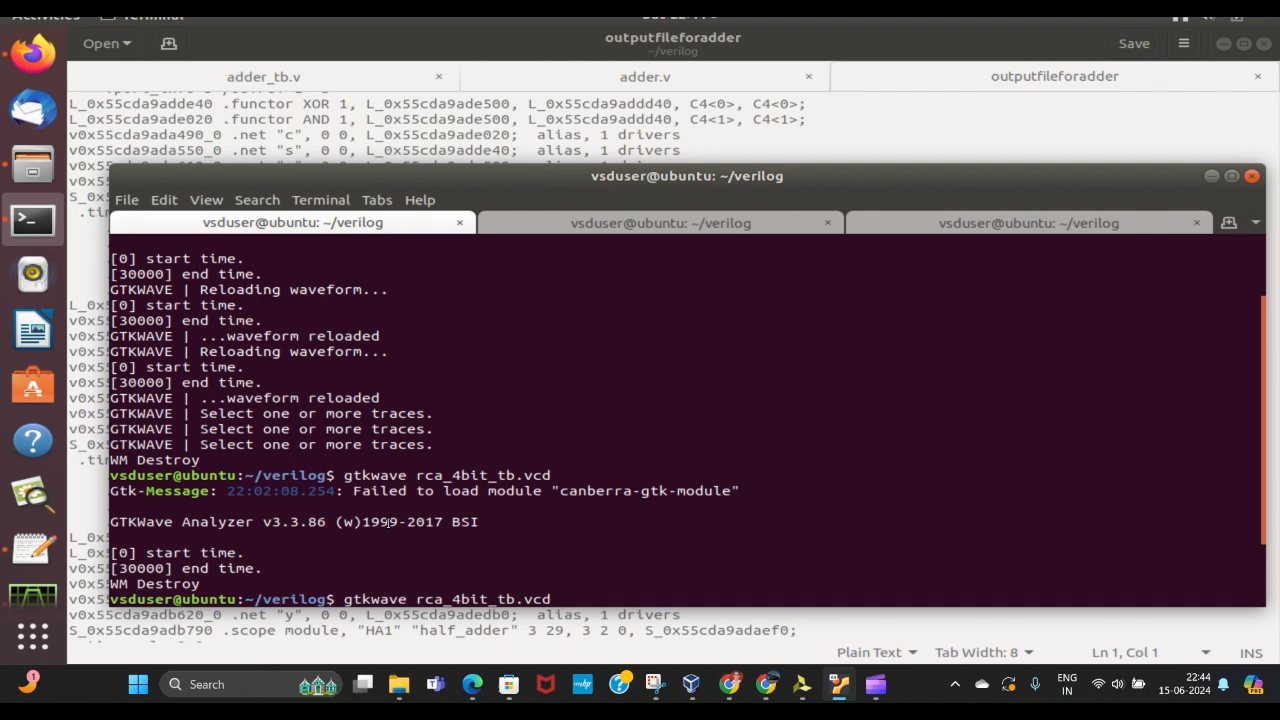 Activities
Terminal
Open
outputfileforadder
~/verilog
Save
adder_tb.v
×
adder.v
×
outputfileforadder
×
L_0x55cda9adde40 .functor XOR 1, L_0x55cda9ade500, L_0x55cda9addd40, C4<0>, C4<0>;
L_0x55cda9ade020 .functor AND 1, L_0x55cda9ade500, L_0x55cda9addd40, C4<1>, C4<1>;
v0x55cda9ada490_0 .net "c", 0 0, L_0x55cda9ade020;  alias, 1 drivers
v0x55cda9ada550_0 .net "s", 0 0, L_0x55cda9adde40;  alias, 1 drivers
vsduser@ubuntu: ~/verilog
File Edit View Search Terminal Tabs Help
vsduser@ubuntu: ~/verilog ×
vsduser@ubuntu: ~/verilog ×
vsduser@ubuntu: ~/verilog ×
[0] start time.
[30000] end time.
GTKWAVE | Reloading waveform...
[0] start time.
[30000] end time.
GTKWAVE | ...waveform reloaded
GTKWAVE | Reloading waveform...
[0] start time.
[30000] end time.
GTKWAVE | ...waveform reloaded
GTKWAVE | Select one or more traces.
GTKWAVE | Select one or more traces.
GTKWAVE | Select one or more traces.
WM Destroy
vsduser@ubuntu:~/verilog$ gtkwave rca_4bit_tb.vcd
Gtk-Message: 22:02:08.254: Failed to load module "canberra-gtk-module"
GTKWave Analyzer v3.3.86 (w)1999-2017 BSI
[0] start time.
[30000] end time.
WM Destroy
vsduser@ubuntu:~/verilog$ gtkwave rca_4bit_tb.vcd
v0x55cda9adb620_0 .net "y", 0 0, L_0x55cda9adedb0;  alias, 1 drivers
S_0x55cda9adb790 .scope module, "HA1" "half_adder" 3 29, 3 2 0, S_0x55cda9adaef0;
Plain Text
Tab Width: 8
Ln 1, Col 1
INS
1
Search
ENG
IN
22:44
15-06-2024
PRE